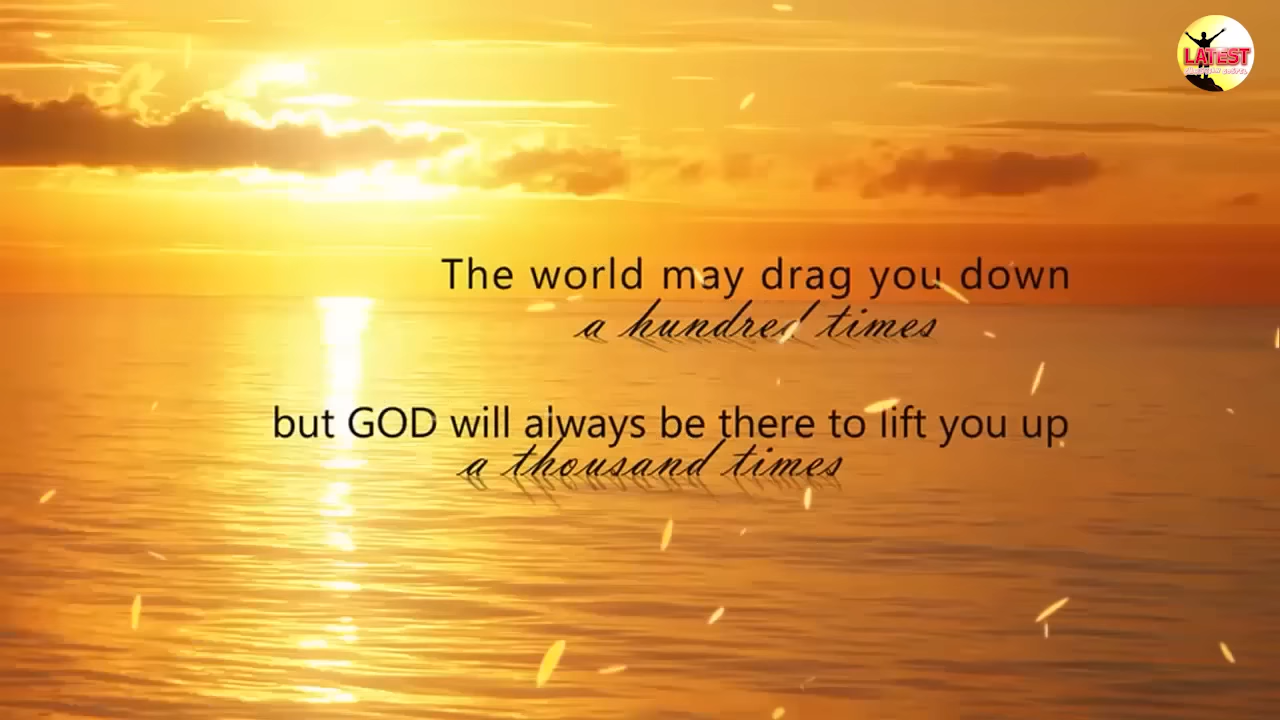 LATEST
The world may drag you down
a hundred times
but GOD will always be there to lift you up
a thousand times